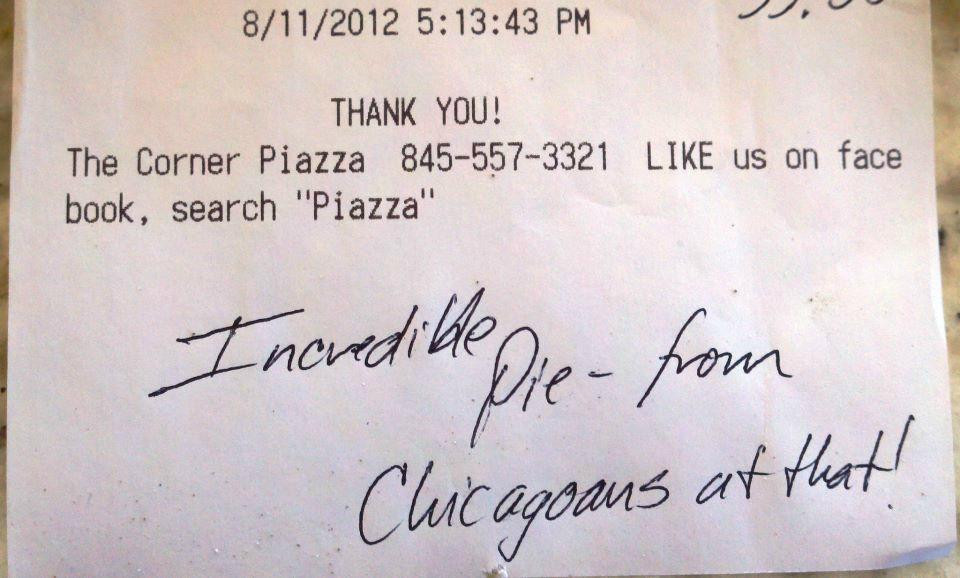 8/11/2012 5:13:43 PM
THANK YOU!
The Corner Piazza 845-557-3321 LIKE us on face
book, search "Piazza"
Incredible
Pie - from
Chicagoans at that!